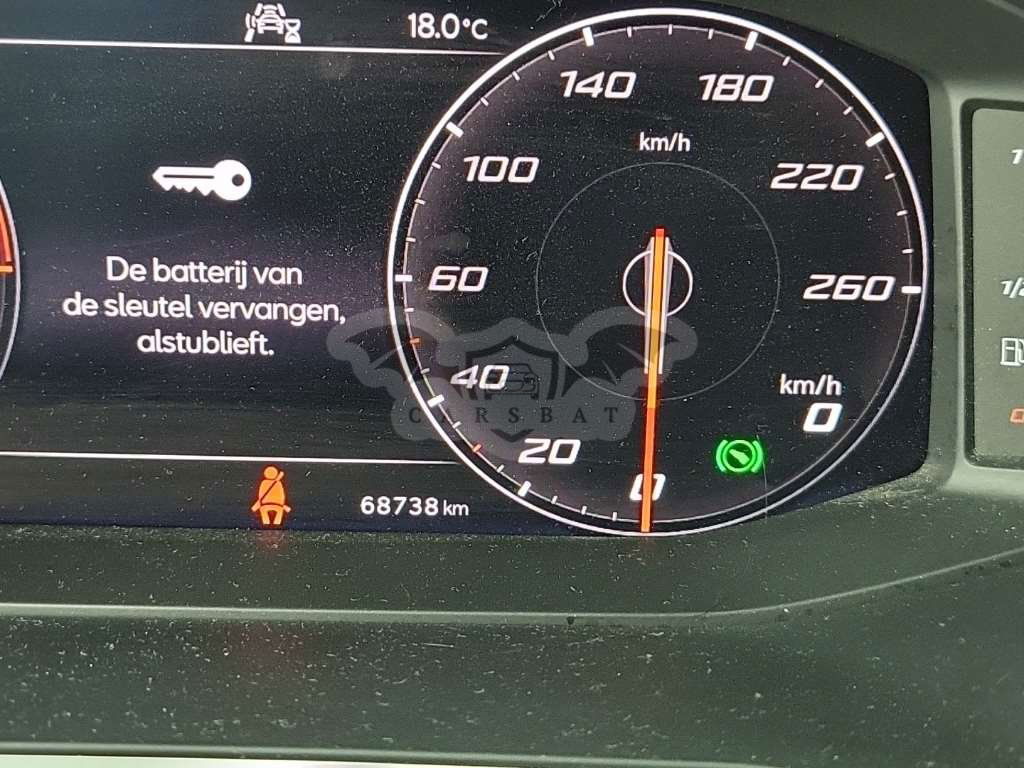 18.0°C
140
180
km/h
100
220
De batterij van
de sleutel vervangen,
alstublieft.
60
260
40
km/h
0
CARSBAT
20
0
68738 km